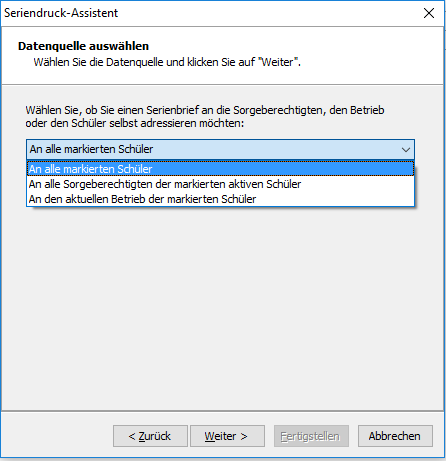 Seriendruck-Assistent
Datenquelle auswählen
Wählen Sie die Datenquelle und klicken Sie auf "Weiter".
Wählen Sie, ob Sie einen Serienbrief an die Sorgeberechtigten, den Betrieb
oder den Schüler selbst adressieren möchten:
An alle markierten Schüler
An alle markierten Schüler
An alle Sorgeberechtigten der markierten aktiven Schüler
An den aktuellen Betrieb der markierten Schüler
< Zurück Weiter > Fertigstellen Abbrechen